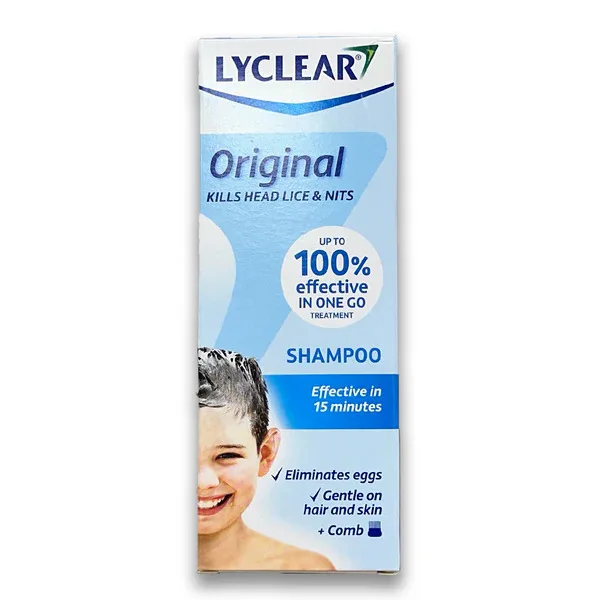 LYCLEAR®
Original
KILLS HEAD LICE & NITS
UP TO
100%
effective
IN ONE GO
TREATMENT
SHAMPOO
Effective in
15 minutes
✓ Eliminates eggs
✓ Gentle on
hair and skin
+ Comb